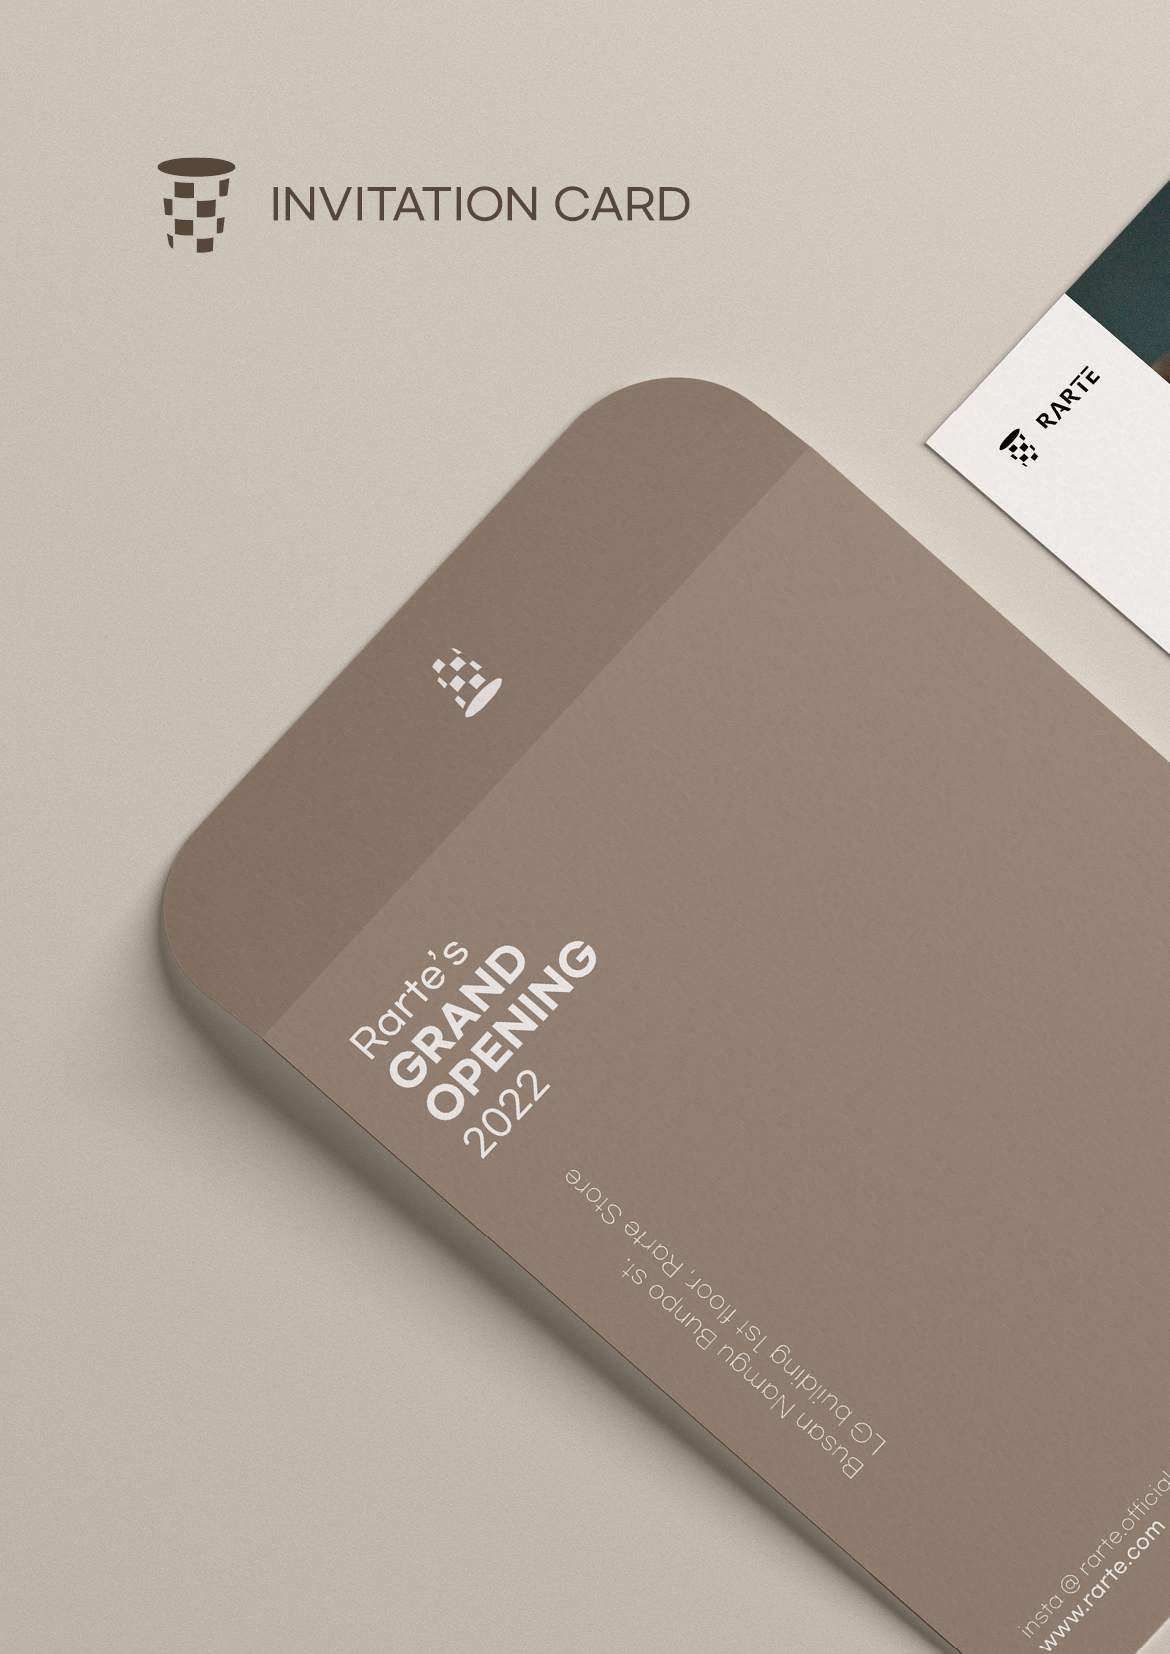 INVITATION CARD
RARTE
Rarte's
GRAND
OPENING
2022
Busan Namgu Bunpo st.
LG building 1st floor, Rarte Store
insta @ rarte.official
www.rarte.com